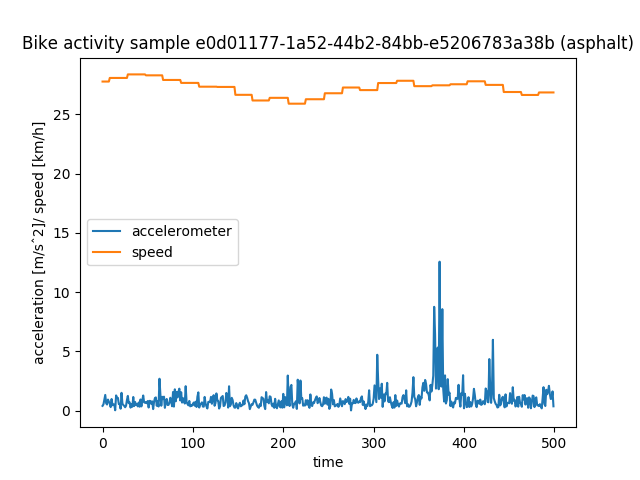 Bike activity sample e0d01177-1a52-44b2-84bb-e5206783a38b (asphalt)
acceleration [m/s^2]/ speed [km/h]
25
20
15
10
5
0
accelerometer
speed
0 100 200 300 400 500
time